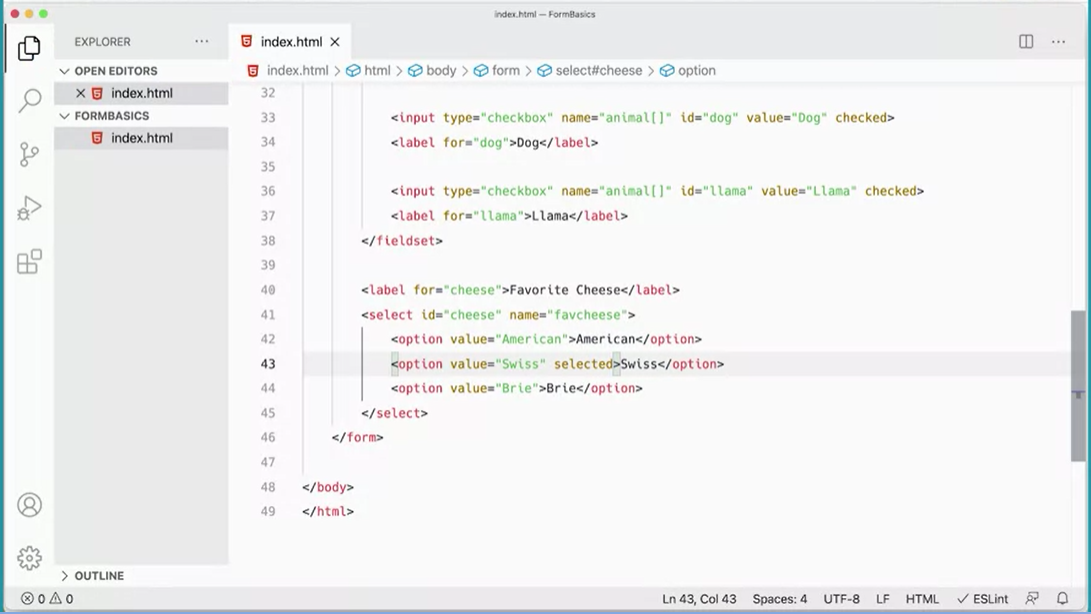 index.html — FormBasics
EXPLORER
index.html
OPEN EDITORS
index.html
FORMBASICS
index.html
OUTLINE
index.html > html > body > form > select#cheese > option
32
33 <input type="checkbox" name="animal[]" id="dog" value="Dog" checked>
34 <label for="dog">Dog</label>
35
36 <input type="checkbox" name="animal[]" id="llama" value="Llama" checked>
37 <label for="llama">Llama</label>
38 </fieldset>
39
40 <label for="cheese">Favorite Cheese</label>
41 <select id="cheese" name="favcheese">
42 <option value="American">American</option>
43 <option value="Swiss" selected>Swiss</option>
44 <option value="Brie">Brie</option>
45 </select>
46 </form>
47
48 </body>
49 </html>
0 0 Ln 43, Col 43 Spaces: 4 UTF-8 LF HTML ESLint